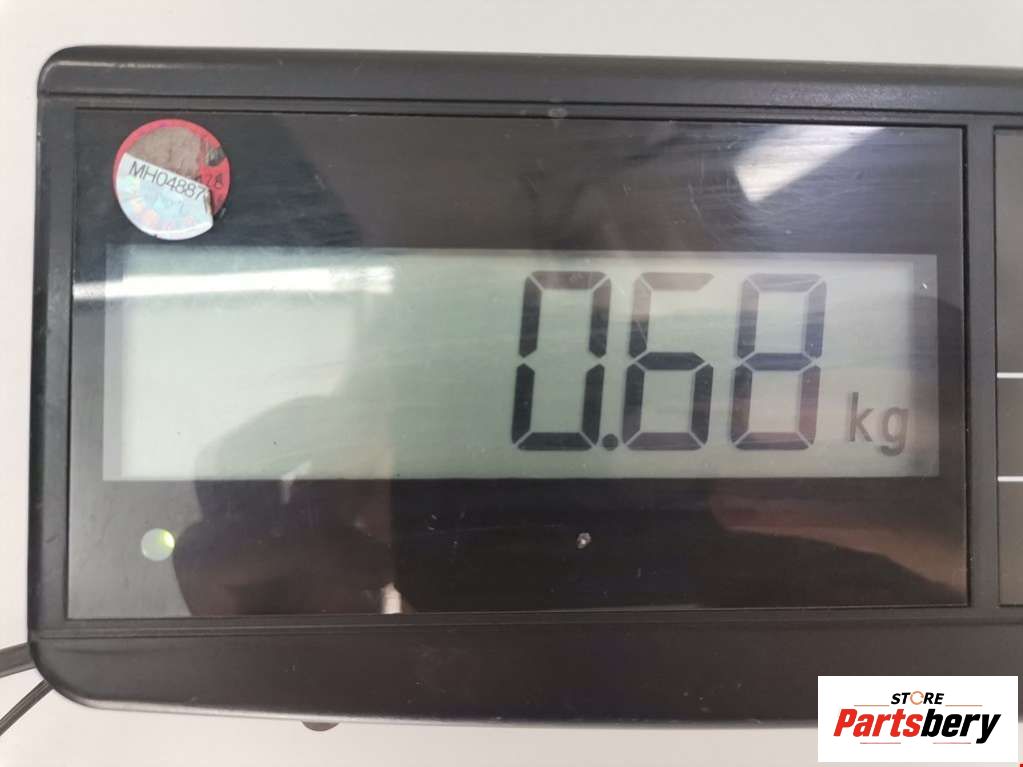 MH04887
0.68 kg
STORE
Partsbery